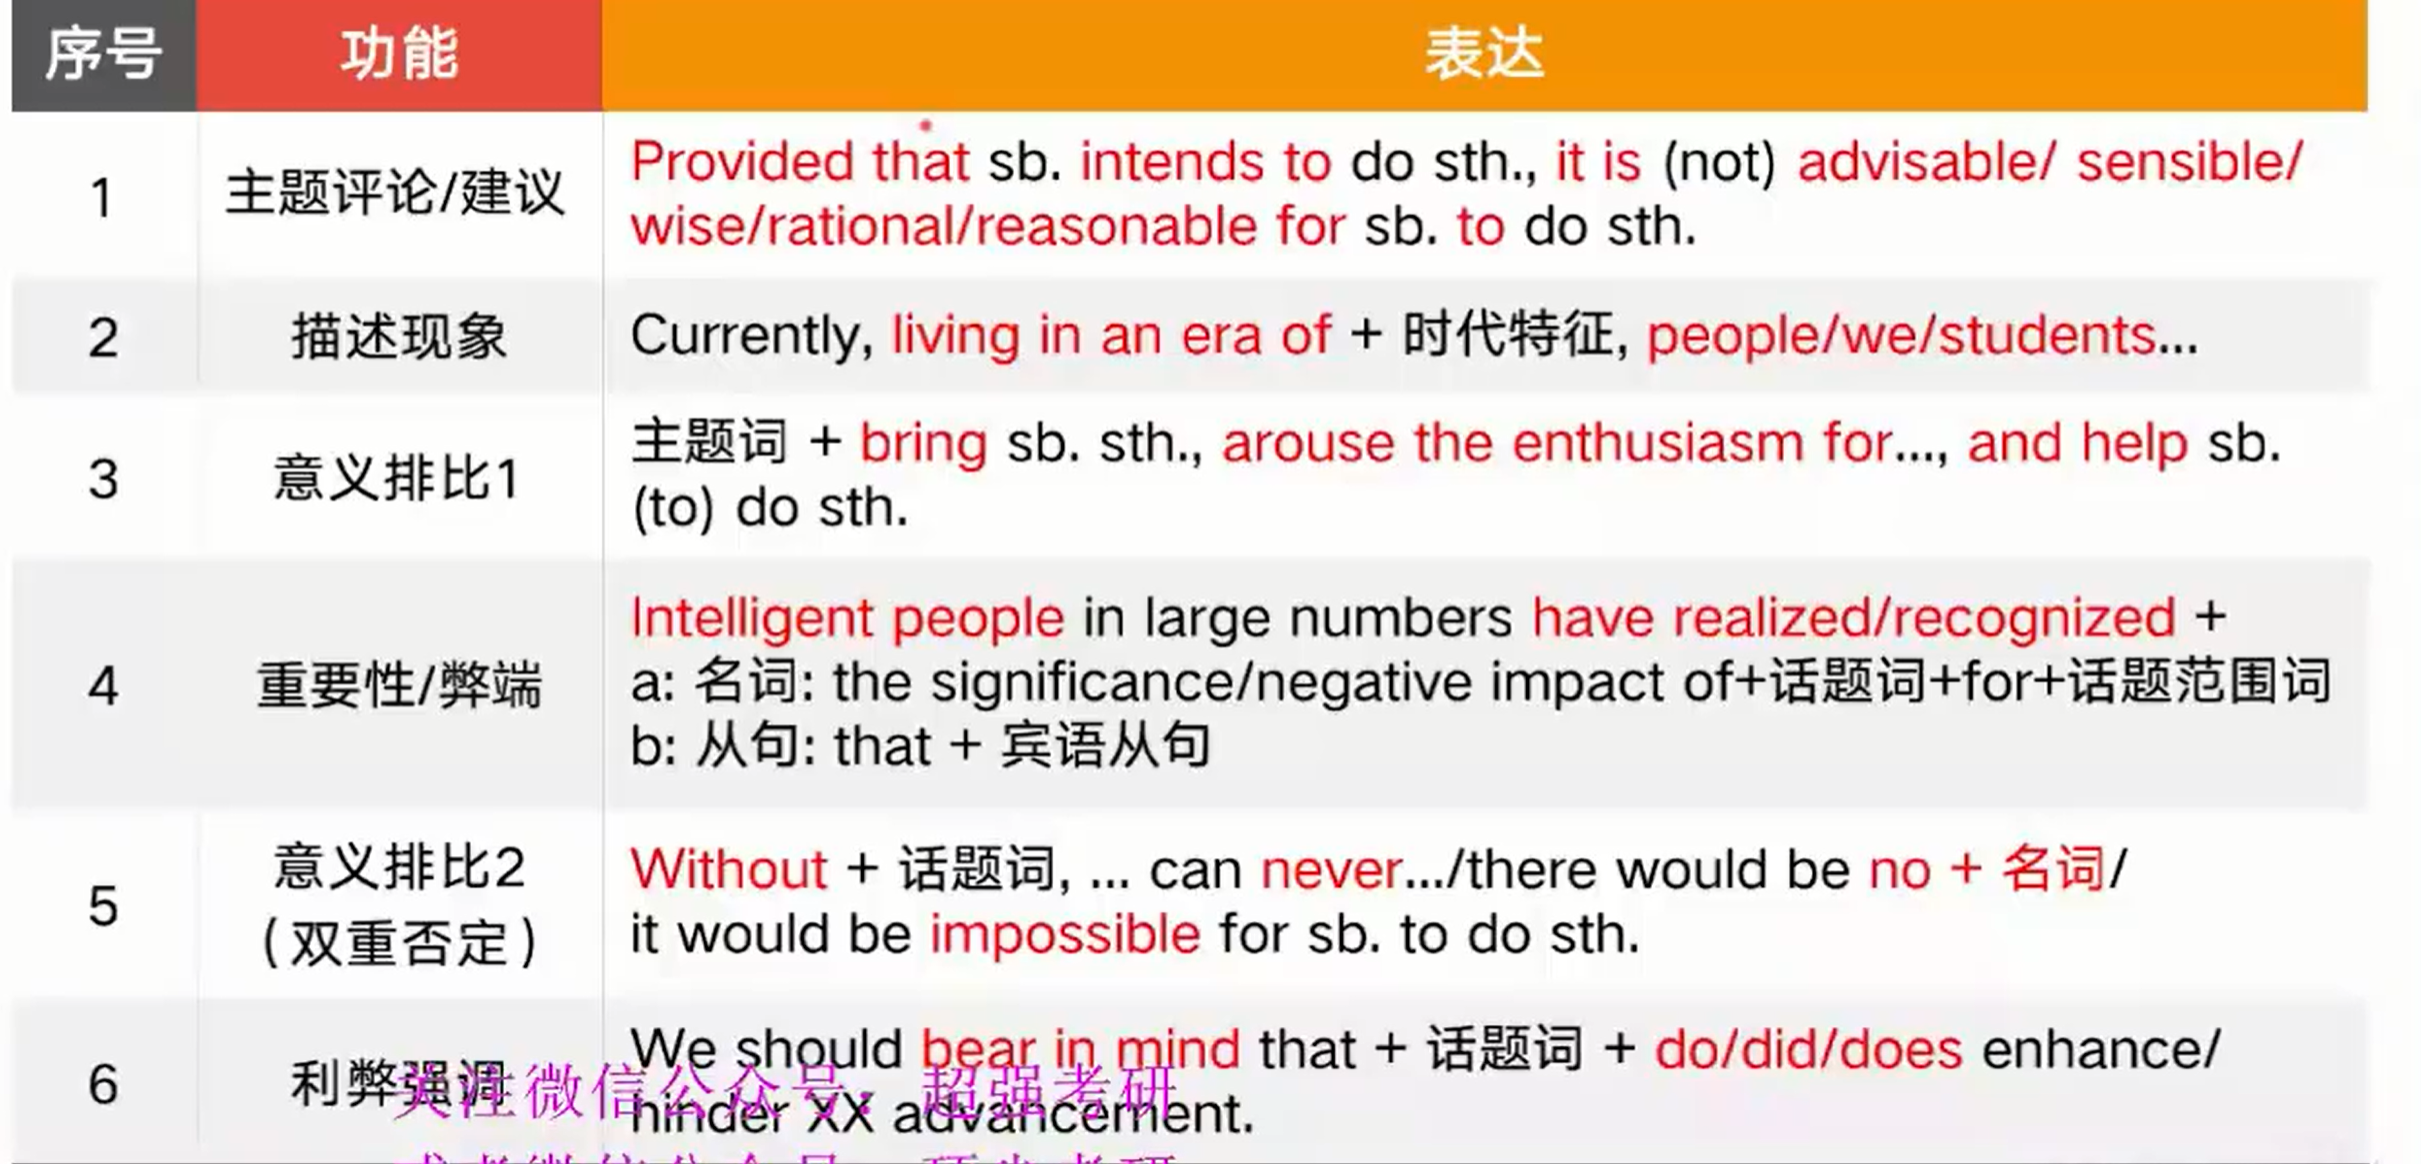 序号 功能 表达
1 主题评论/建议 Provided that sb. intends to do sth., it is (not) advisable/ sensible/
wise/rational/reasonable for sb. to do sth.
2 描述现象 Currently, living in an era of + 时代特征, people/we/students...
3 意义排比1 主题词 + bring sb. sth., arouse the enthusiasm for..., and help sb.
(to) do sth.
4 重要性/弊端 Intelligent people in large numbers have realized/recognized +
a: 名词: the significance/negative impact of+话题词+for+话题范围词
b: 从句: that + 宾语从句
5 意义排比2
(双重否定)
Without + 话题词, ... can never.../there would be no + 名词/
it would be impossible for sb. to do sth.
6 利弊强调 We should bear in mind that + 话题词 + do/did/does enhance/
hinder XX advancement.
关注微信公众号：超强考研